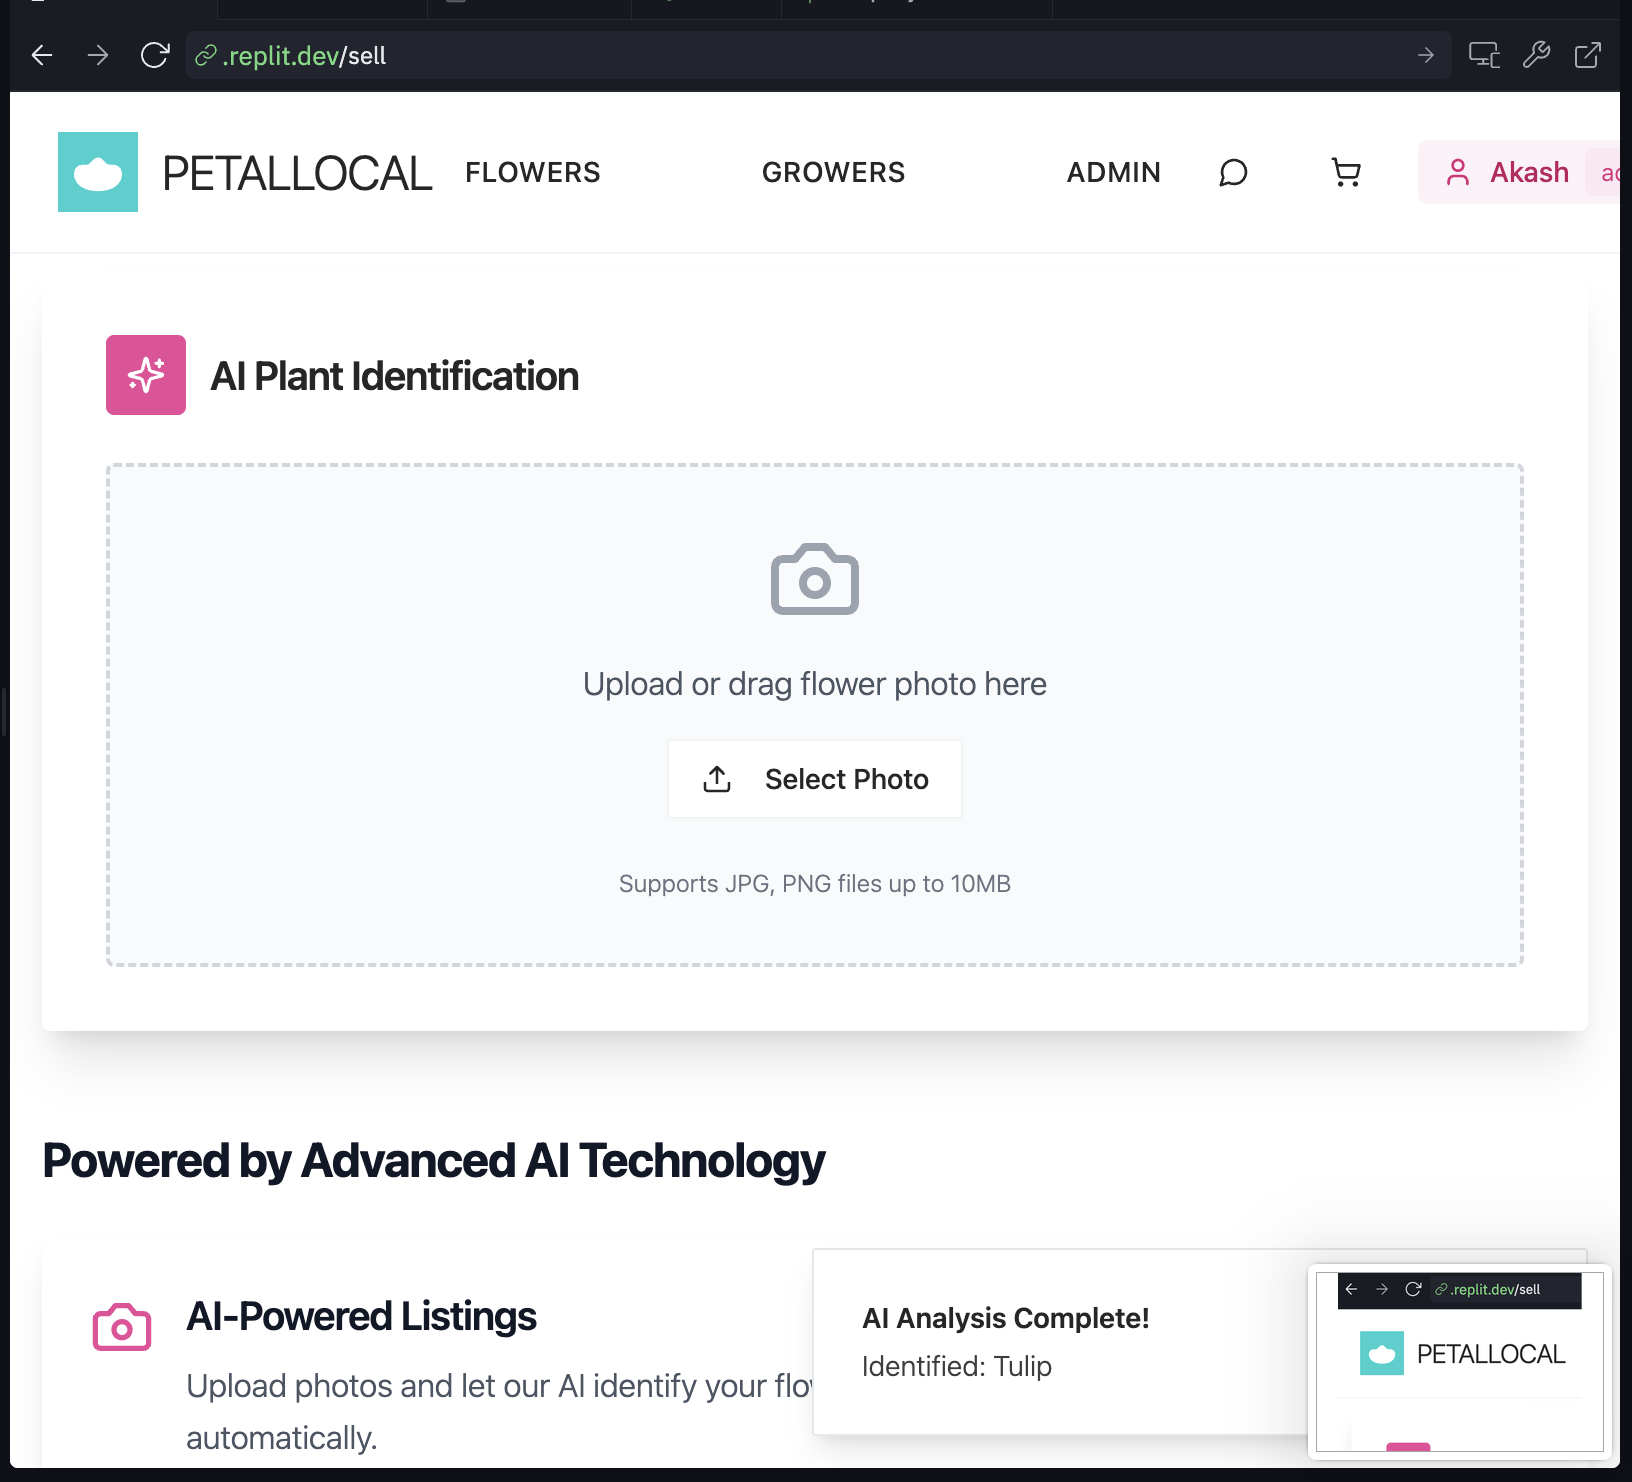 .replit.dev/sell
PETALLOCAL FLOWERS GROWERS ADMIN Akash
AI Plant Identification
Upload or drag flower photo here
Select Photo
Supports JPG, PNG files up to 10MB
Powered by Advanced AI Technology
AI-Powered Listings
Upload photos and let our AI identify your
automatically.
AI Analysis Complete!
Identified: Tulip
.replit.dev/sell
PETALLOCAL